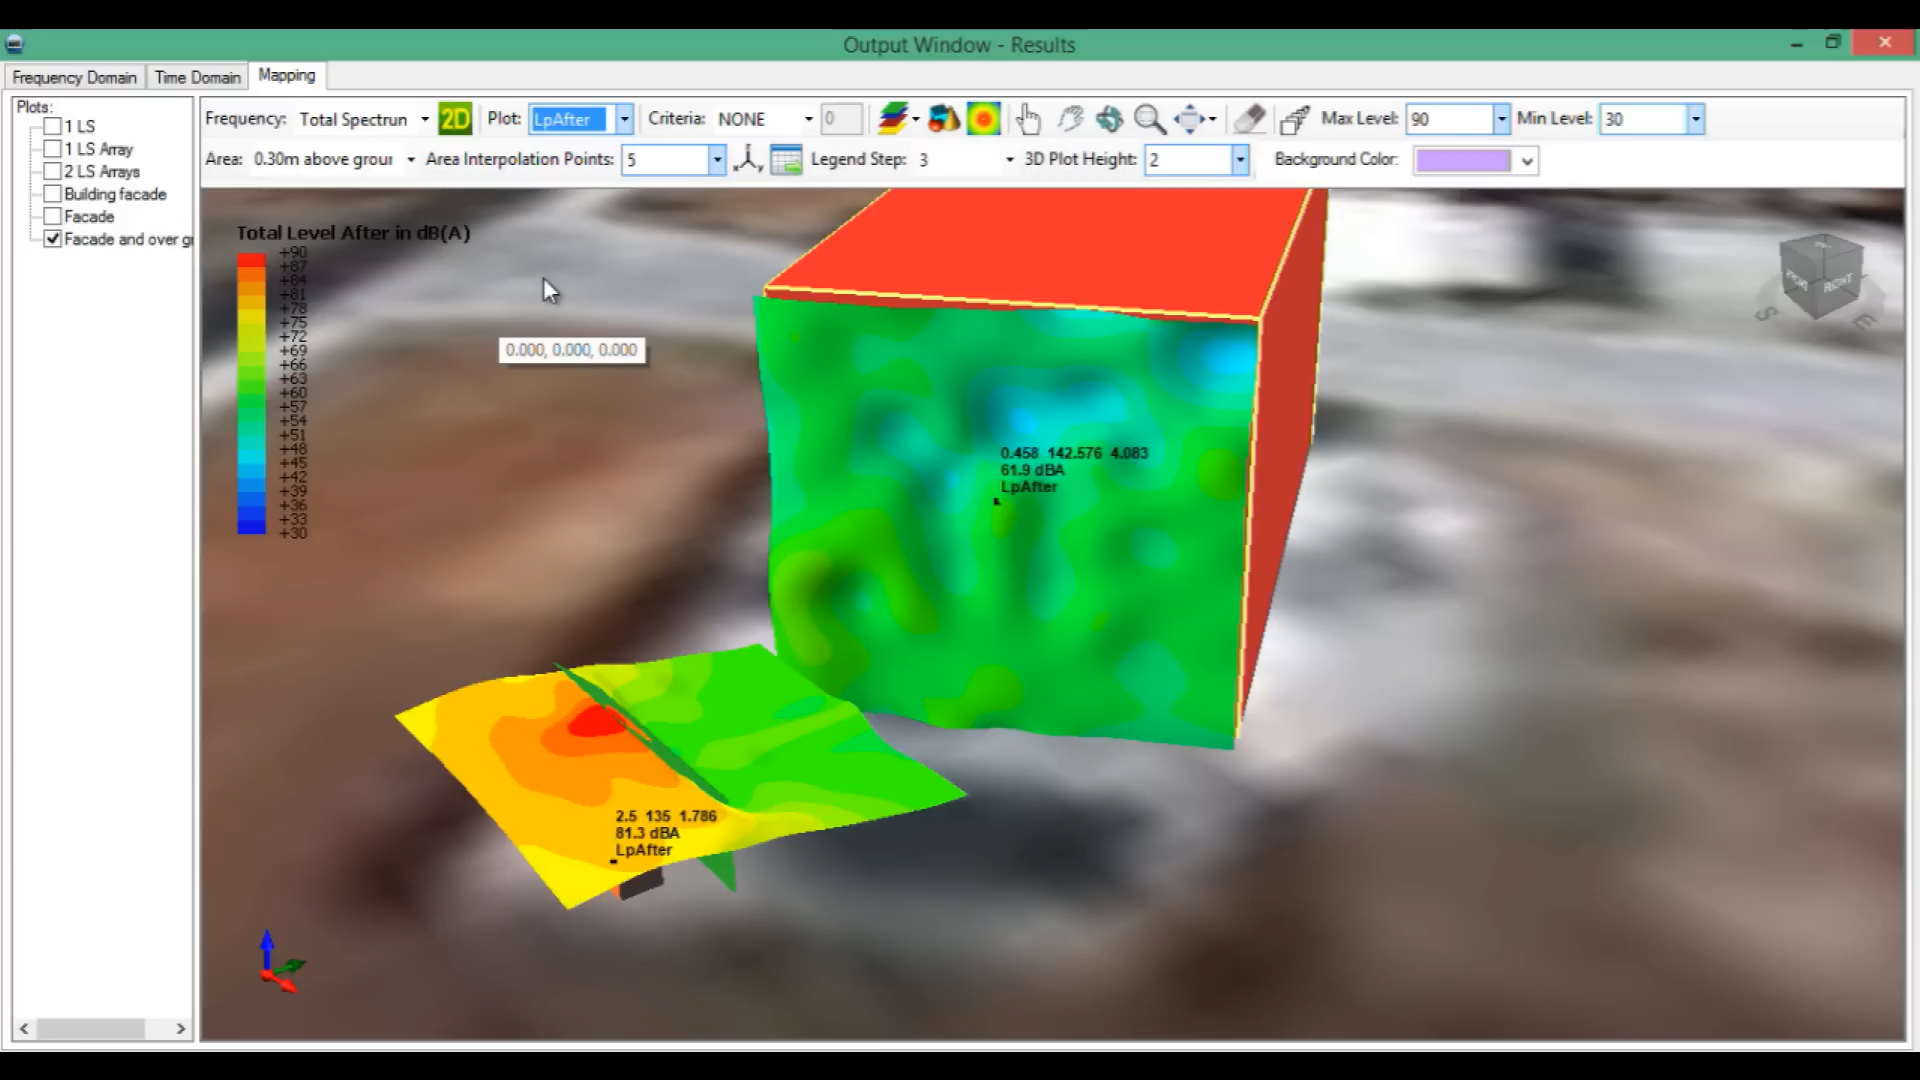 Output Window - Results
Frequency Domain Time Domain Mapping
Plots:
1 LS
1 LS Array
2 LS Arrays
Building facade
Facade
Facade and over gr
Frequency: Total Spectrun 2D Plot: LpAfter Criteria: NONE 0 Max Level: 90 Min Level: 30
Area: 0.30m above grour Area Interpolation Points: 5 Legend Step: 3 3D Plot Height: 2 Background Color:
Total Level After in dB(A)
+90
+87
+84
+81
+78
+75
+72
+69
+66
+63
+60
+57
+54
+51
+48
+45
+42
+39
+36
+33
+30
0.000, 0.000, 0.000
0.458 142.576 4.083
61.9 dBA
LpAfter
2.5 135 1.786
81.3 dBA
LpAfter
RIGHT
S
E